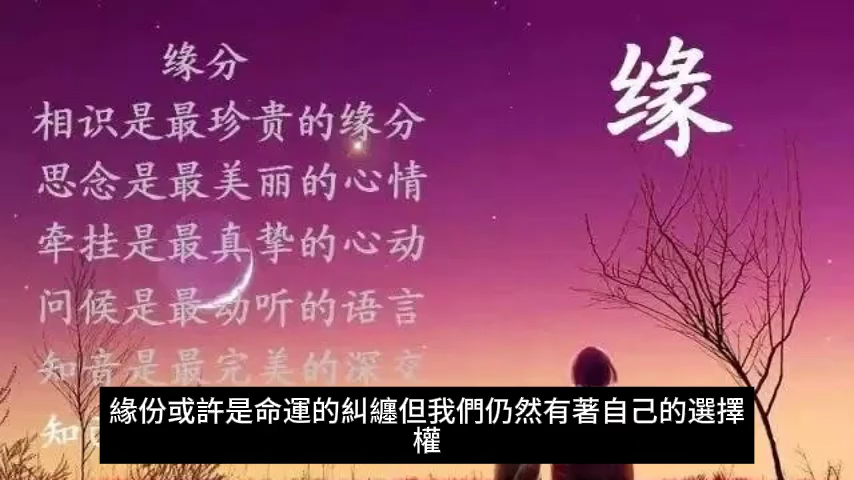 缘分
缘
相识是最珍贵的缘分
思念是最美丽的心情
牵挂是最真挚的心动
问候是最动听的语言
知音是最完美的深交
知
緣份或許是命運的糾纏但我們仍然有著自己的選擇
權